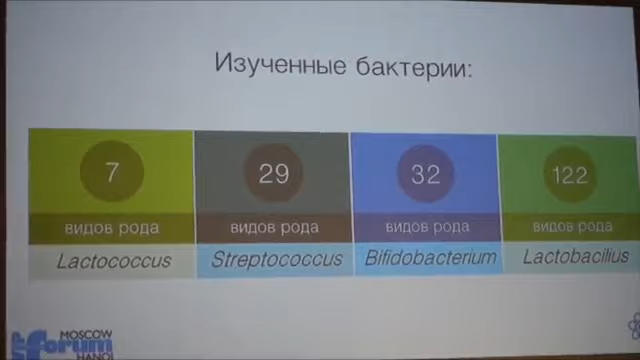 Изученные бактерии:
7 29 32 122
видов рода видов рода видов рода видов рода
Lactococcus Streptococcus Bifidobacterium Lactobacilius
MOSCOW
forum
HANOI